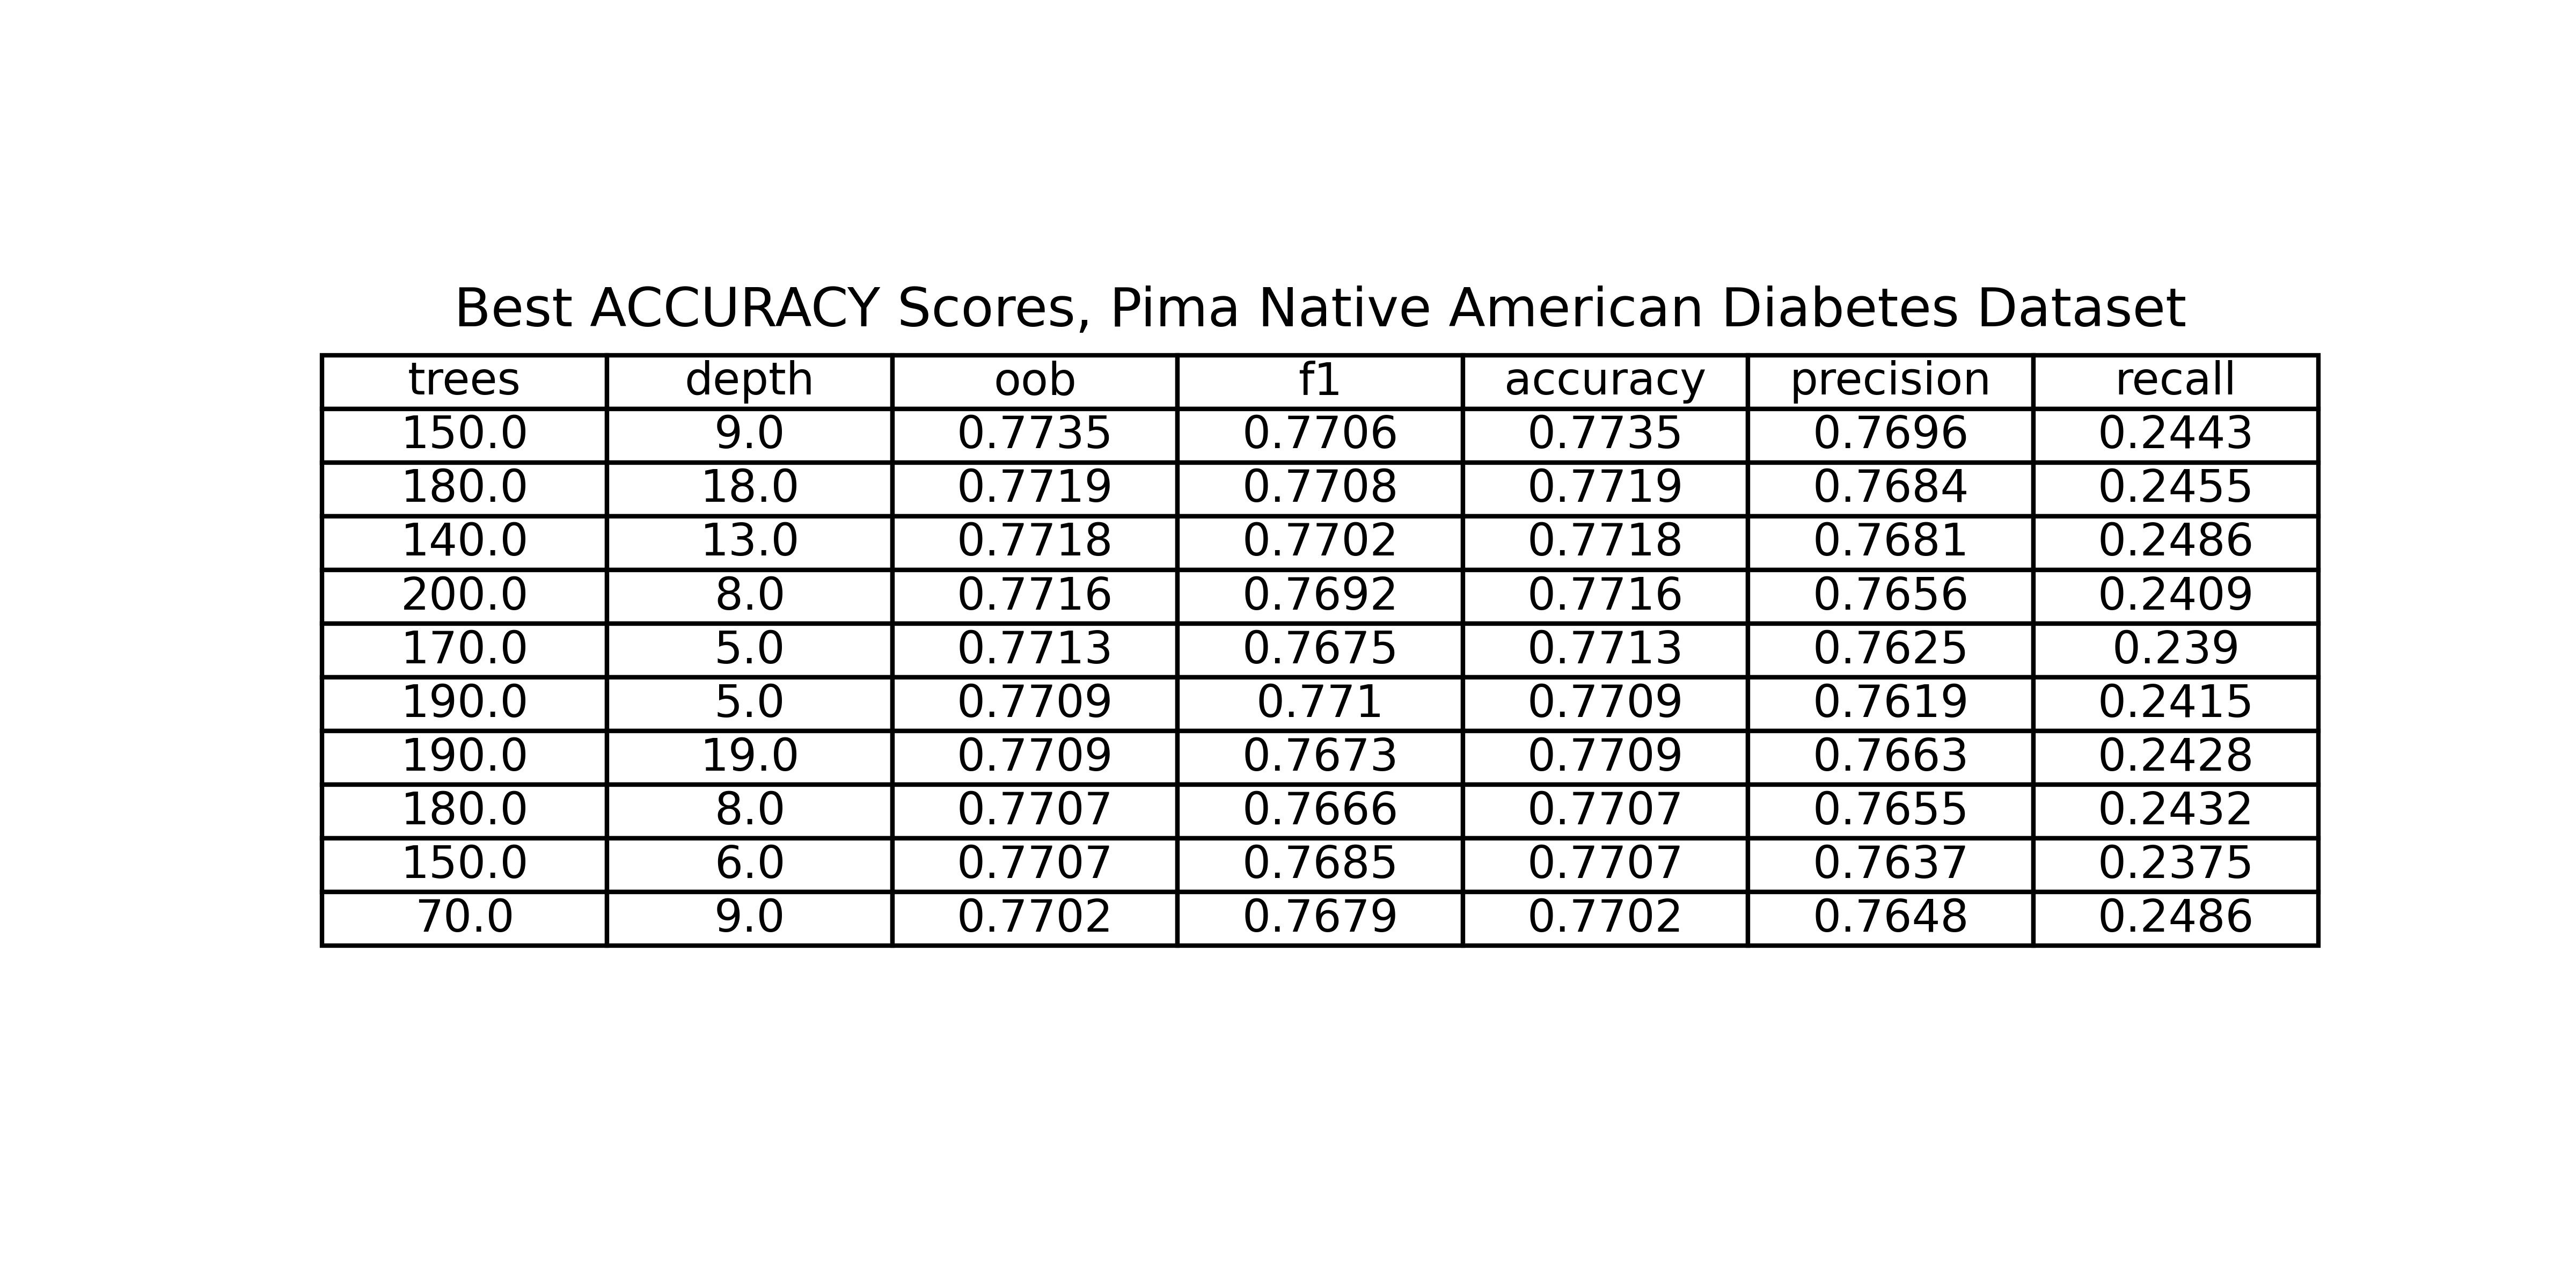 Best ACCURACY Scores, Pima Native American Diabetes Dataset
trees depth oob f1 accuracy precision recall
150.0 9.0 0.7735 0.7706 0.7735 0.7696 0.2443
180.0 18.0 0.7719 0.7708 0.7719 0.7684 0.2455
140.0 13.0 0.7718 0.7702 0.7718 0.7681 0.2486
200.0 8.0 0.7716 0.7692 0.7716 0.7656 0.2409
170.0 5.0 0.7713 0.7675 0.7713 0.7625 0.239
190.0 5.0 0.7709 0.771 0.7709 0.7619 0.2415
190.0 19.0 0.7709 0.7673 0.7709 0.7663 0.2428
180.0 8.0 0.7707 0.7666 0.7707 0.7655 0.2432
150.0 6.0 0.7707 0.7685 0.7707 0.7637 0.2375
70.0 9.0 0.7702 0.7679 0.7702 0.7648 0.2486